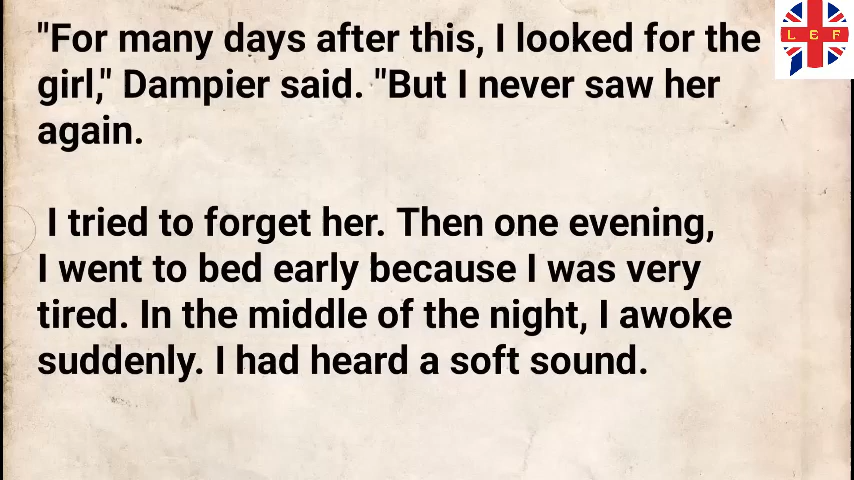 "For many days after this, I looked for the
girl," Dampier said. "But I never saw her
again.
I tried to forget her. Then one evening,
I went to bed early because I was very
tired. In the middle of the night, I awoke
suddenly. I had heard a soft sound.
LEF